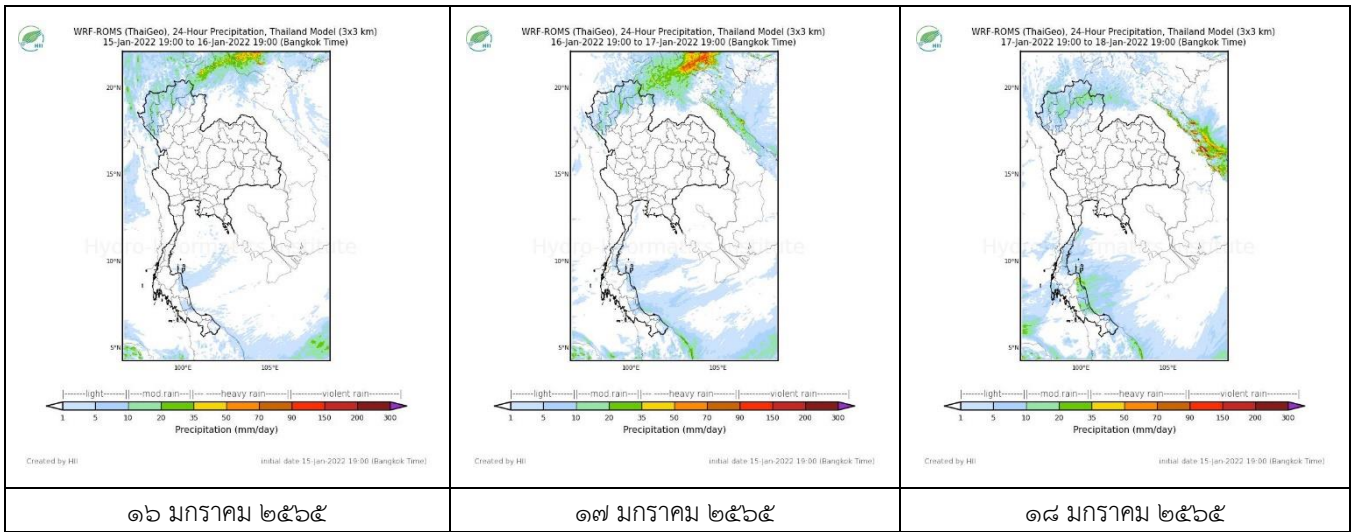 HII
WRF-ROMS (ThaiGeo), 24-Hour Precipitation, Thailand Model (3x3 km)
15-Jan-2022 19:00 to 16-Jan-2022 19:00 (Bangkok Time)
20°N
15°N
10°N
5°N
Hydro-Informatics Institute
100°E 105°E
|-------light-------||----mod.rain----||--- heavy rain----||------violent rain-------|
1 5 10 20 35 50 70 90 150 200 300
Precipitation (mm/day)
Created by HII initial date 15-Jan-2022 19:00 (Bangkok Time)
๑๖ มกราคม ๒๕๖๕
HII
WRF-ROMS (ThaiGeo), 24-Hour Precipitation, Thailand Model (3x3 km)
16-Jan-2022 19:00 to 17-Jan-2022 19:00 (Bangkok Time)
20°N
15°N
10°N
5°N
Hydro-Informatics Institute
100°E 105°E
|-------light-------||----mod.rain----||--- heavy rain----||------violent rain-------|
1 5 10 20 35 50 70 90 150 200 300
Precipitation (mm/day)
Created by HII initial date 15-Jan-2022 19:00 (Bangkok Time)
๑๗ มกราคม ๒๕๖๕
HII
WRF-ROMS (ThaiGeo), 24-Hour Precipitation, Thailand Model (3x3 km)
17-Jan-2022 19:00 to 18-Jan-2022 19:00 (Bangkok Time)
20°N
15°N
10°N
5°N
Hydro-Informatics Institute
100°E 105°E
|-------light-------||----mod.rain----||--- heavy rain----||------violent rain-------|
1 5 10 20 35 50 70 90 150 200 300
Precipitation (mm/day)
Created by HII initial date 15-Jan-2022 19:00 (Bangkok Time)
๑๘ มกราคม ๒๕๖๕